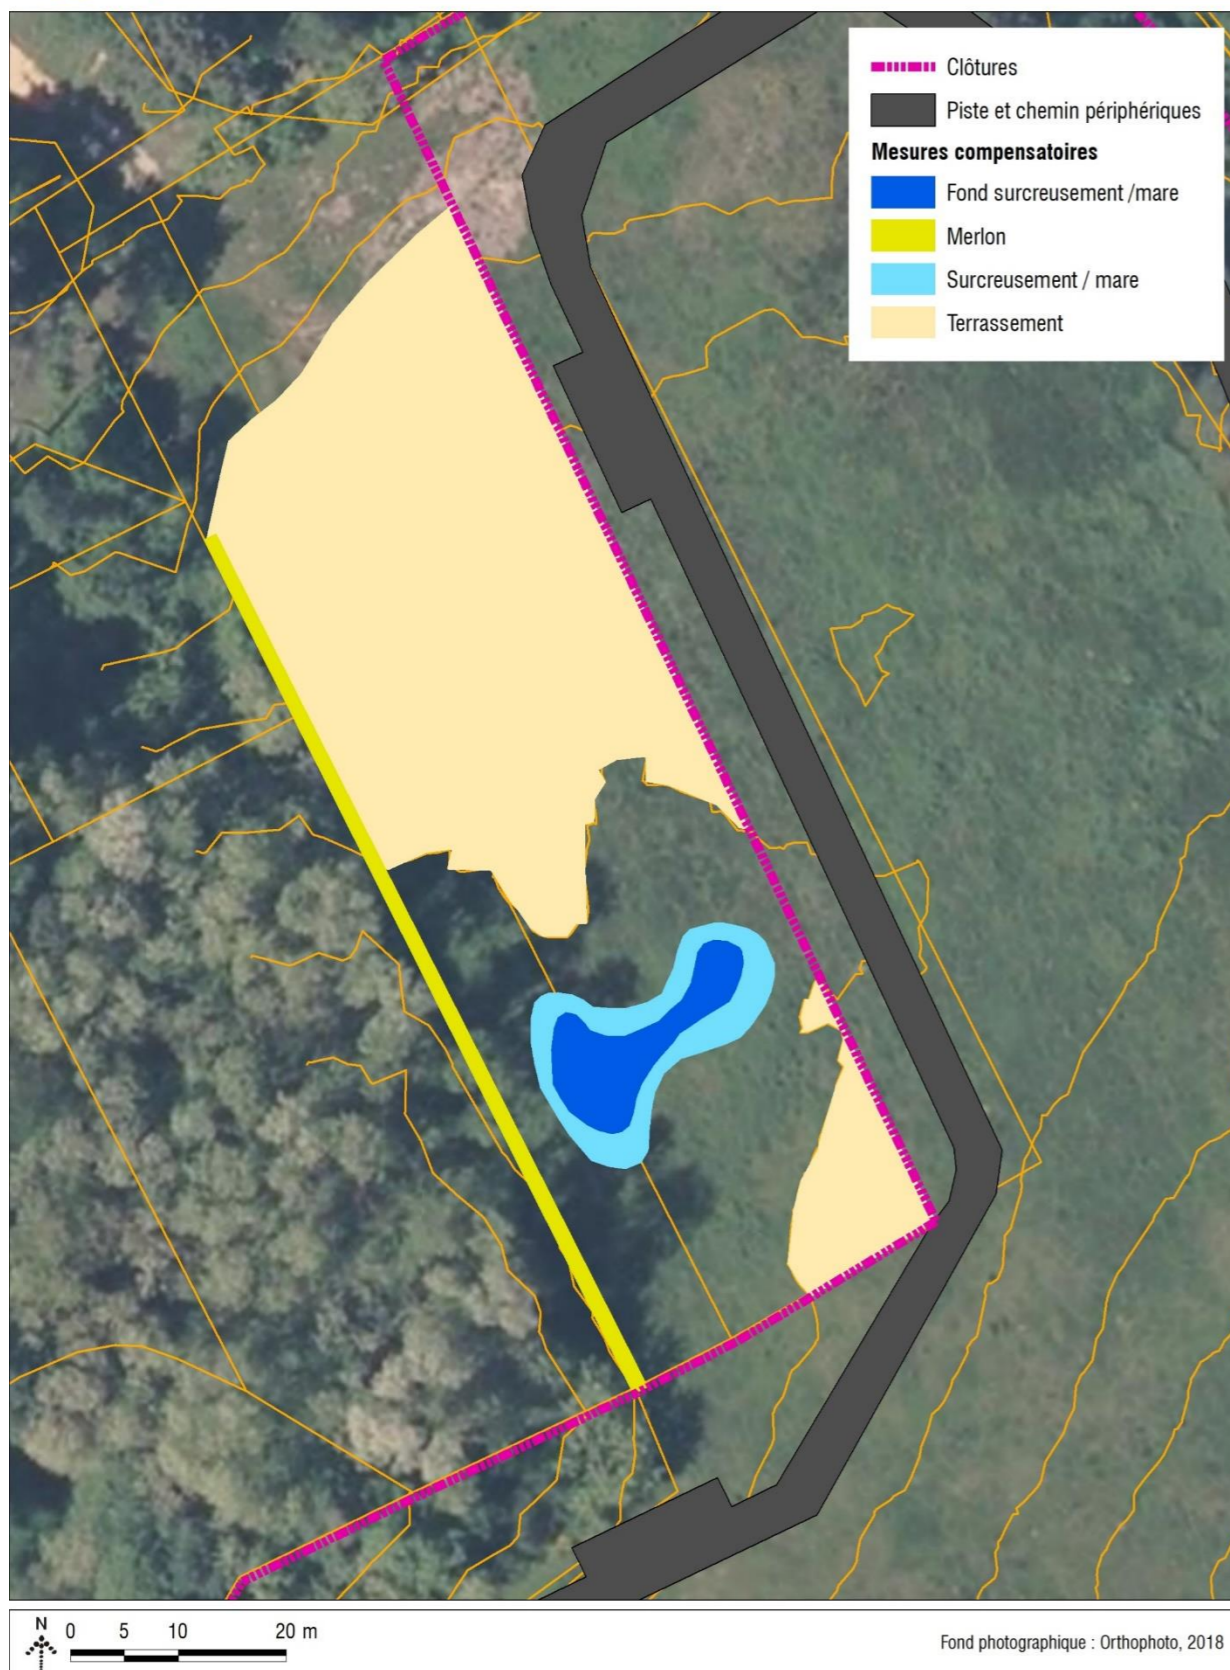 Clôtures
Piste et chemin périphériques
Mesures compensatoires
Fond surcreusement /mare
Merlon
Surcreusement / mare
Terrassement
N
0 5 10 20 m
Fond photographique : Orthophoto, 2018